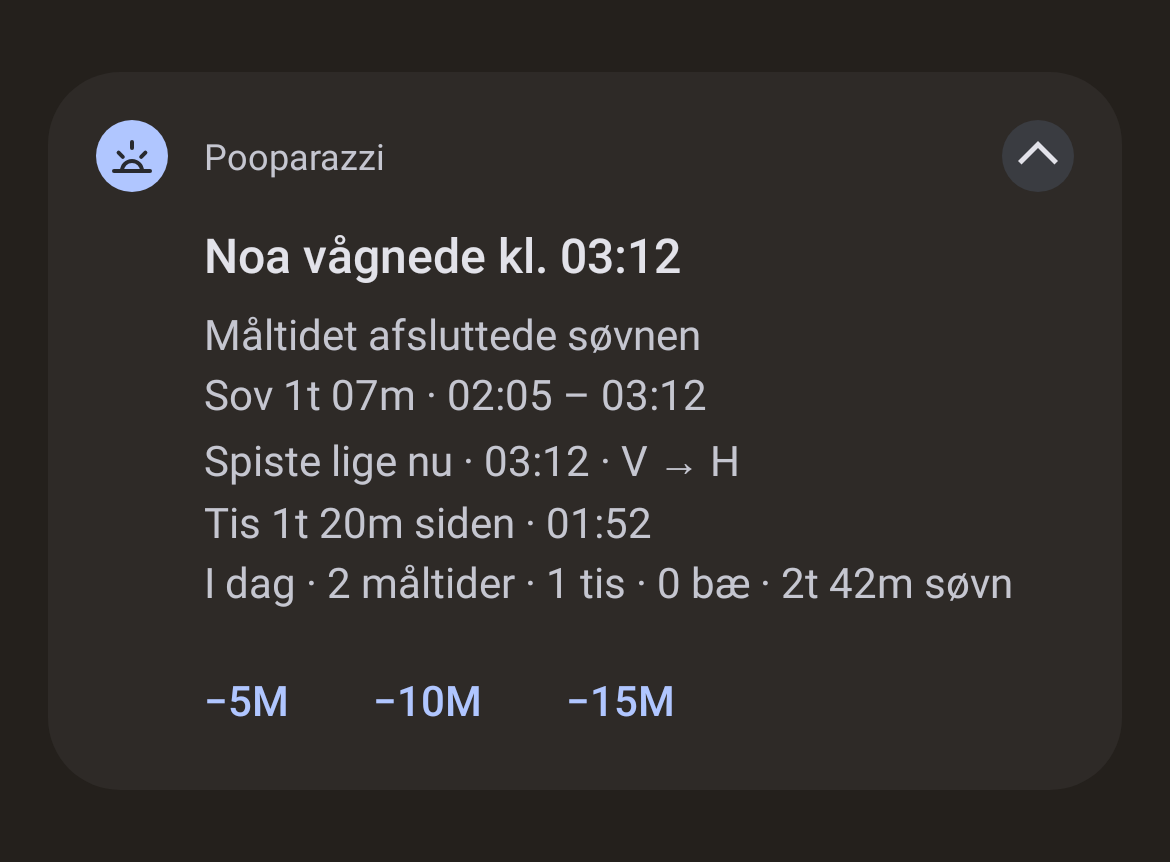 Pooparazzi
Noa vågnede kl. 03:12
Måltidet afsluttede søvnen
Sov 1t 07m · 02:05 – 03:12
Spiste lige nu · 03:12 · V → H
Tis 1t 20m siden · 01:52
I dag · 2 måltider · 1 tis · 0 bæ · 2t 42m søvn
−5M −10M −15M